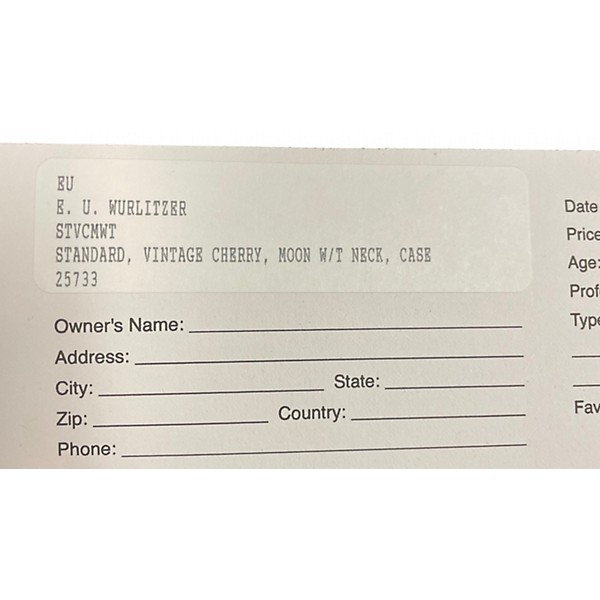 EU
E. U. WURLITZER
STVCMWT
STANDARD, VINTAGE CHERRY, MOON W/T NECK, CASE
25733
Owner's Name:
Address:
City: State:
Zip: Country:
Phone:
Date
Price
Age:
Prof
Type
Fav